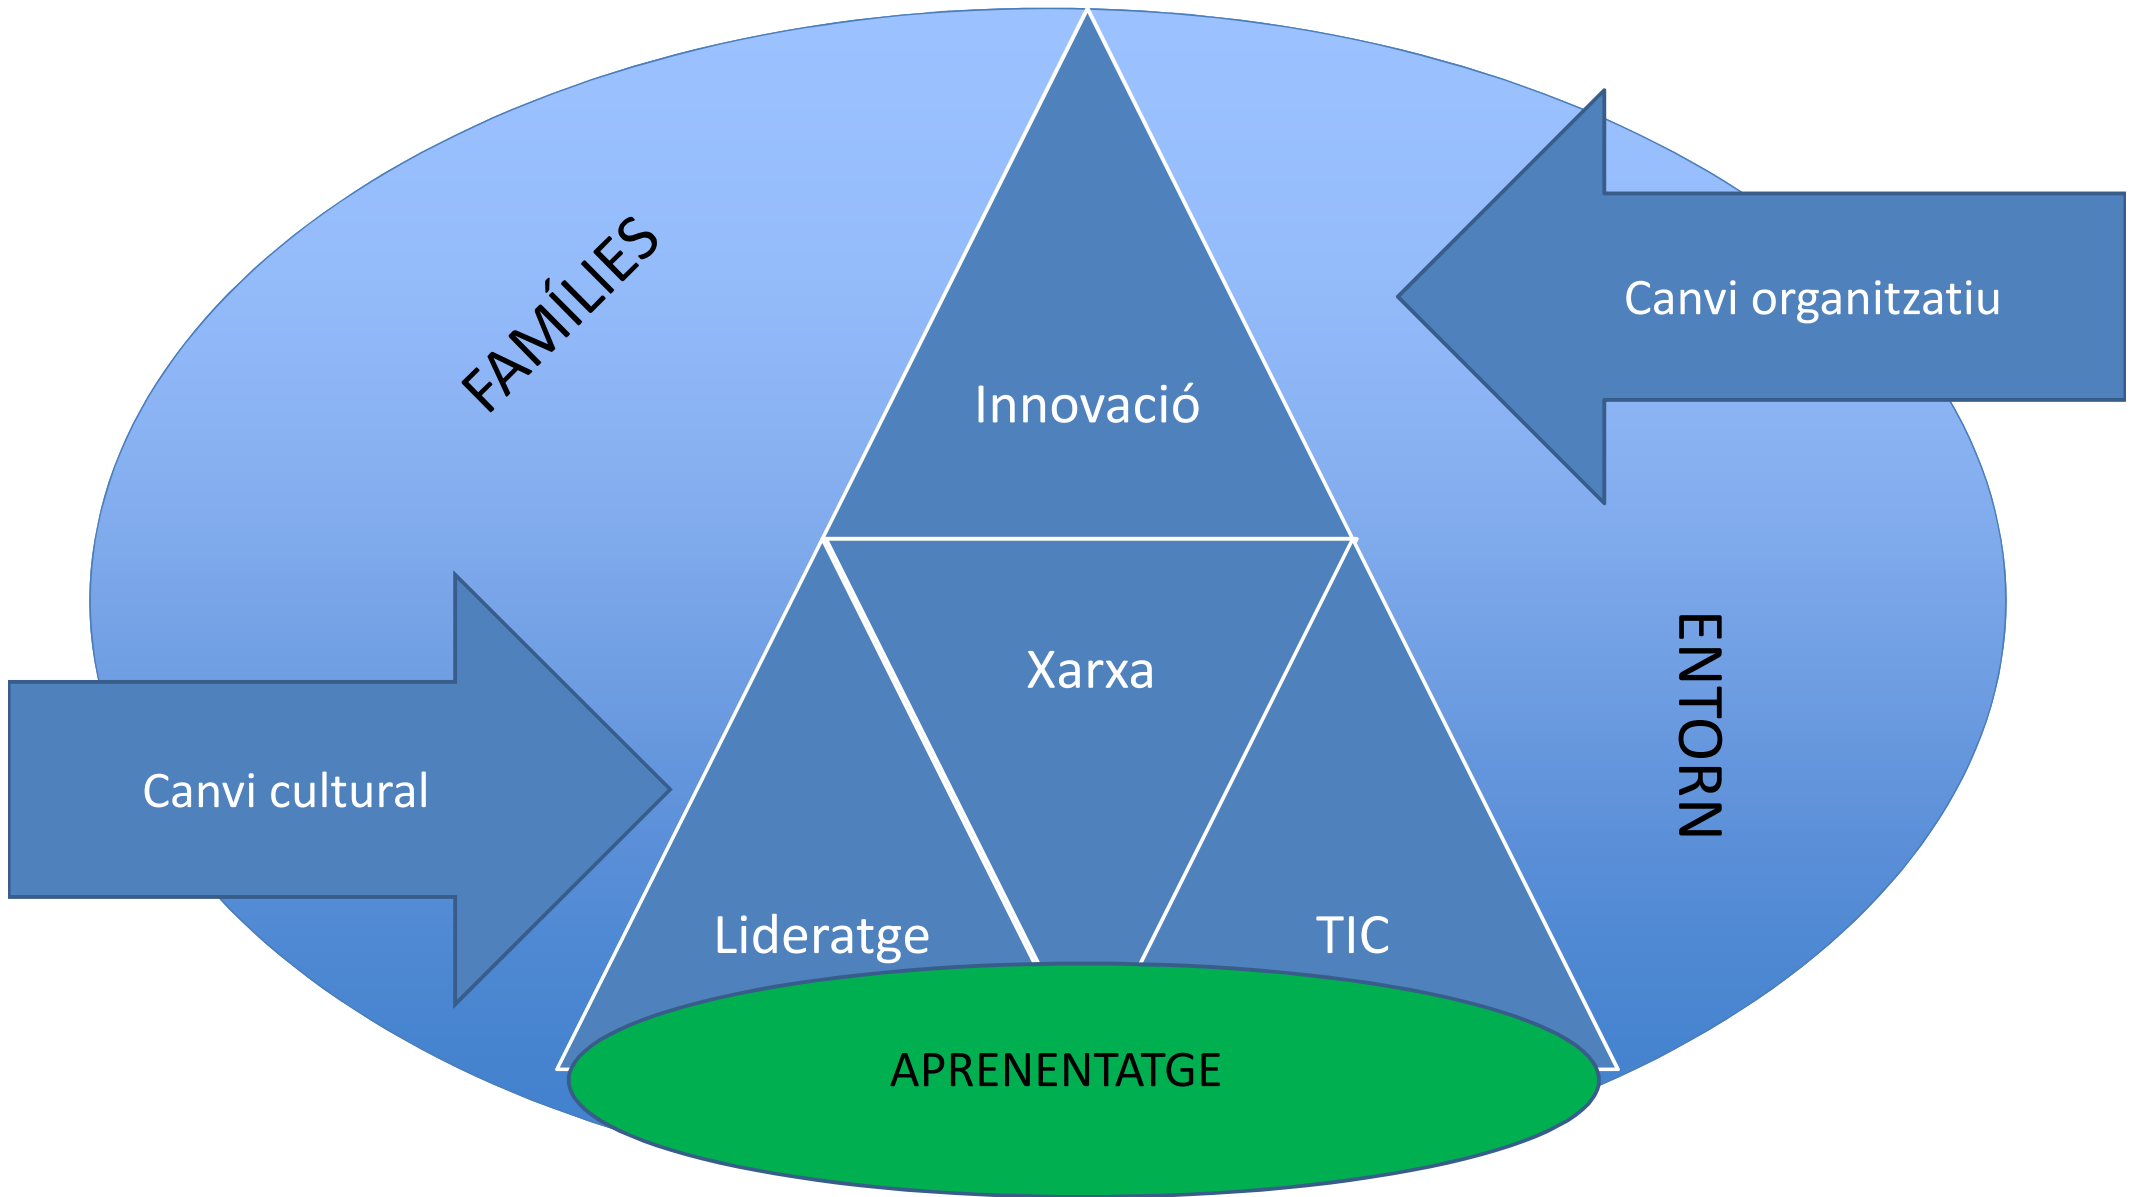 FAMÍLIES
Canvi organitzatiu
Innovació
Xarxa
ENTORN
Canvi cultural
Lideratge
TIC
APRENENTATGE